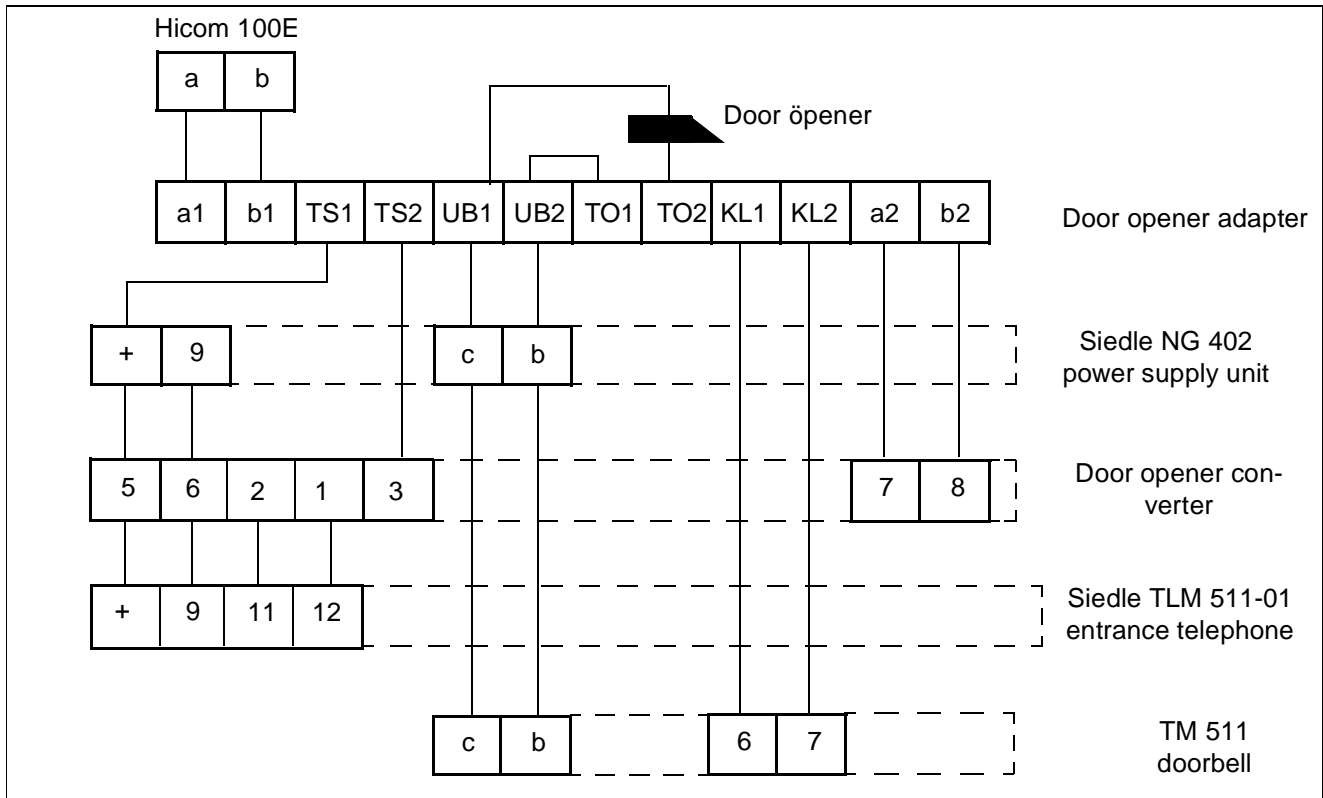 Hicom 100E
a b
Door öpener
a1 b1 TS1 TS2 UB1 UB2 TO1 TO2 KL1 KL2 a2 b2
Door opener adapter
+ 9 c b
Siedle NG 402
power supply unit
5 6 2 1 3 7 8
Door opener con-
verter
+ 9 11 12
Siedle TLM 511-01
entrance telephone
c b 6 7
TM 511
doorbell